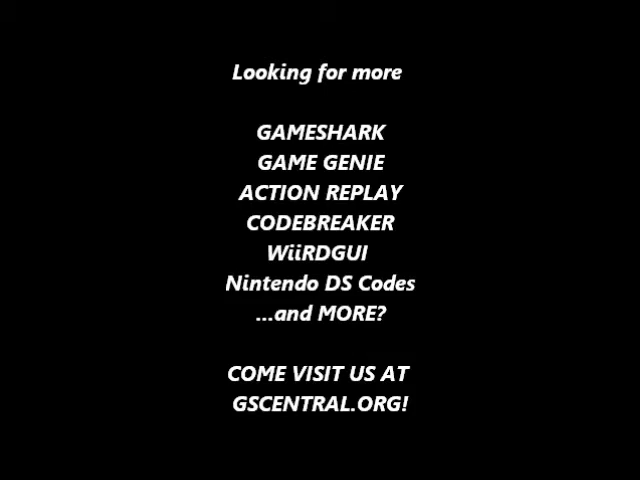 Looking for more
GAMESHARK
GAME GENIE
ACTION REPLAY
CODEBREAKER
WiiRDGUI
Nintendo DS Codes
...and MORE?
COME VISIT US AT
GSCENTRAL.ORG!